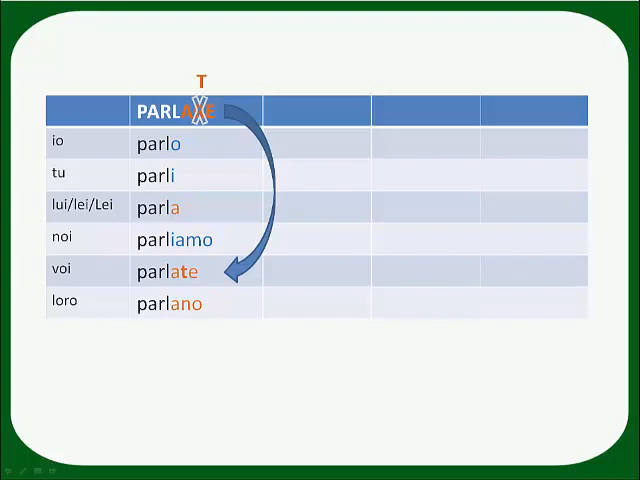 T
PARLARE
io parlo
tu parli
lui/lei/Lei parla
noi parliamo
voi parlate
loro parlano